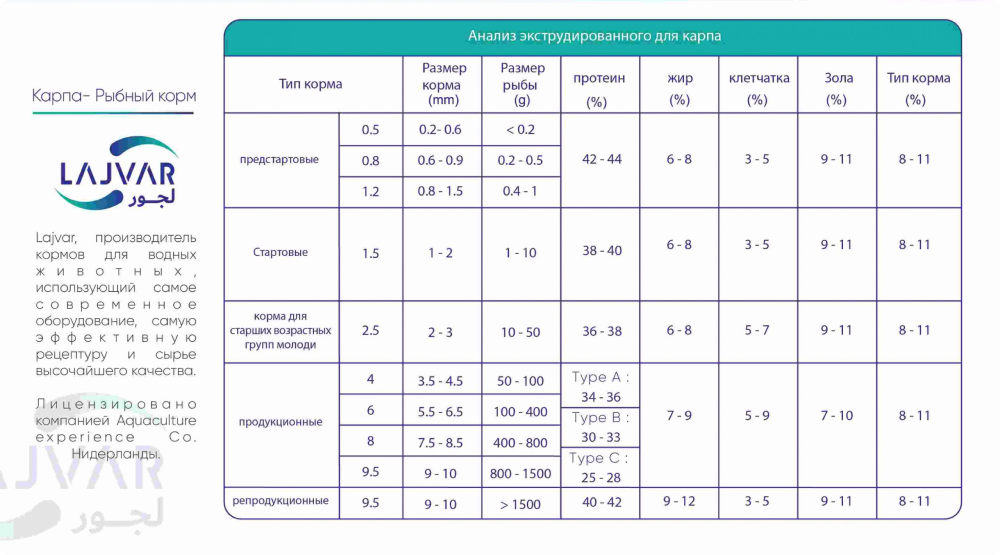 Анализ экструдированного для карпа
Карпа- Рыбный корм
LAJVAR
لجور
Lajvar, производитель
кормов для водных
животных,
использующий самое
современное
оборудование, самую
эффективную
рецептуру и сырье
высочайшего качества.
Лицензировано
компанией Aquaculture
experience Co.
Нидерланды.
LAJVAR
لجور
Тип корма
Размер корма (mm)
Размер рыбы (g)
протеин (%)
жир (%)
клетчатка (%)
Зола (%)
Тип корма (%)
предстартовые
0.5 0.2- 0.6 < 0.2
0.8 0.6 - 0.9 0.2 - 0.5
1.2 0.8 - 1.5 0.4 - 1
42 - 44 6 - 8 3 - 5 9 - 11 8 - 11
Стартовые 1.5 1 - 2 1 - 10 38 - 40 6 - 8 3 - 5 9 - 11 8 - 11
корма для
старших возрастных
групп молоди
2.5 2 - 3 10 - 50 36 - 38 6 - 8 5 - 7 9 - 11 8 - 11
продукционные
4 3.5 - 4.5 50 - 100
6 5.5 - 6.5 100 - 400
8 7.5 - 8.5 400 - 800
9.5 9 - 10 800 - 1500
Type A :
34 - 36
Type B :
30 - 33
Type C :
25 - 28
7 - 9 5 - 9 7 - 10 8 - 11
репродукционные 9.5 9 - 10 > 1500 40 - 42 9 - 12 3 - 5 9 - 11 8 - 11